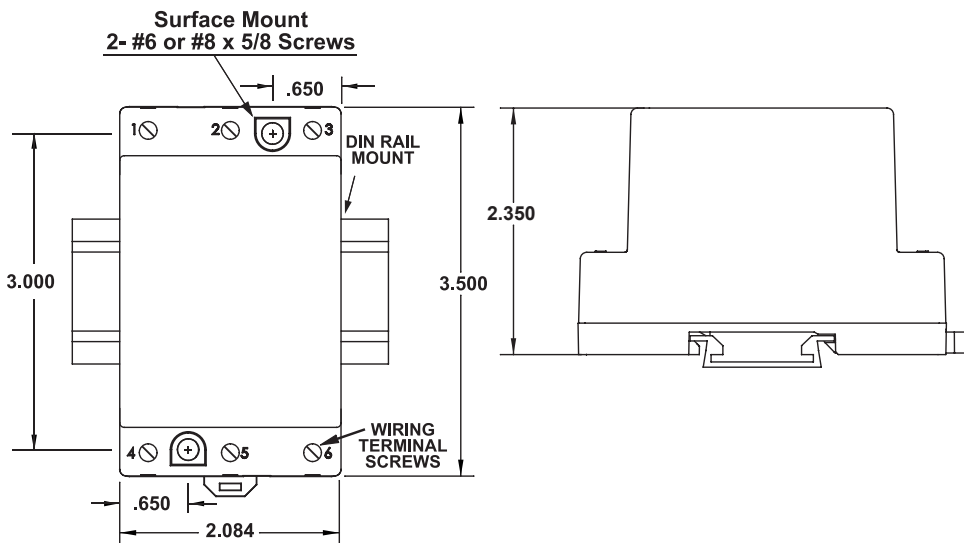 Surface Mount
2- #6 or #8 x 5/8 Screws
.650
1
2
3
DIN RAIL
MOUNT
3.000
3.500
2.350
4
5
6
WIRING
TERMINAL
SCREWS
.650
2.084